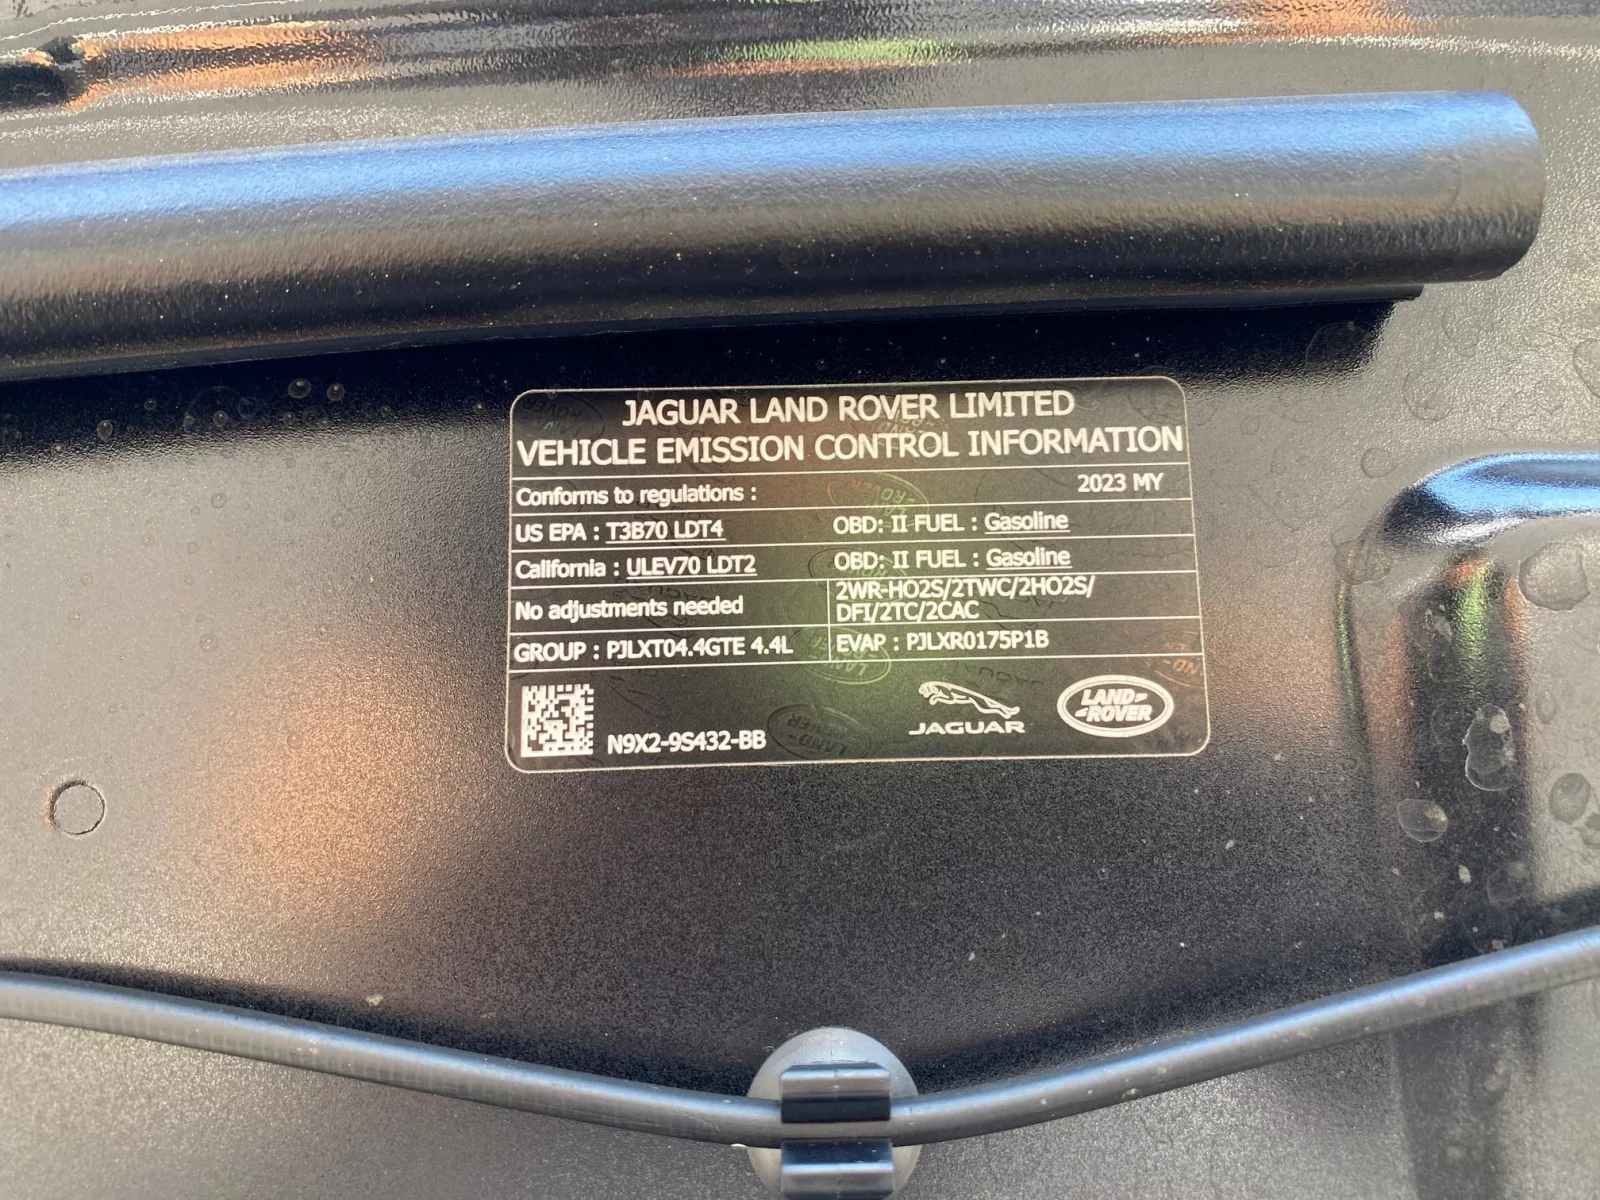 JAGUAR LAND ROVER LIMITED
VEHICLE EMISSION CONTROL INFORMATION
Conforms to regulations : 2023 MY
US EPA : T3B70 LDT4 OBD: II FUEL : Gasoline
California : ULEV70 LDT2 OBD: II FUEL : Gasoline
No adjustments needed
2WR-HO2S/2TWC/2HO2S/
DFI/2TC/2CAC
GROUP : PJLXT04.4GTE 4.4L EVAP : PJLXR0175P1B
N9X2-9S432-BB
JAGUAR
LAND-
-ROVER